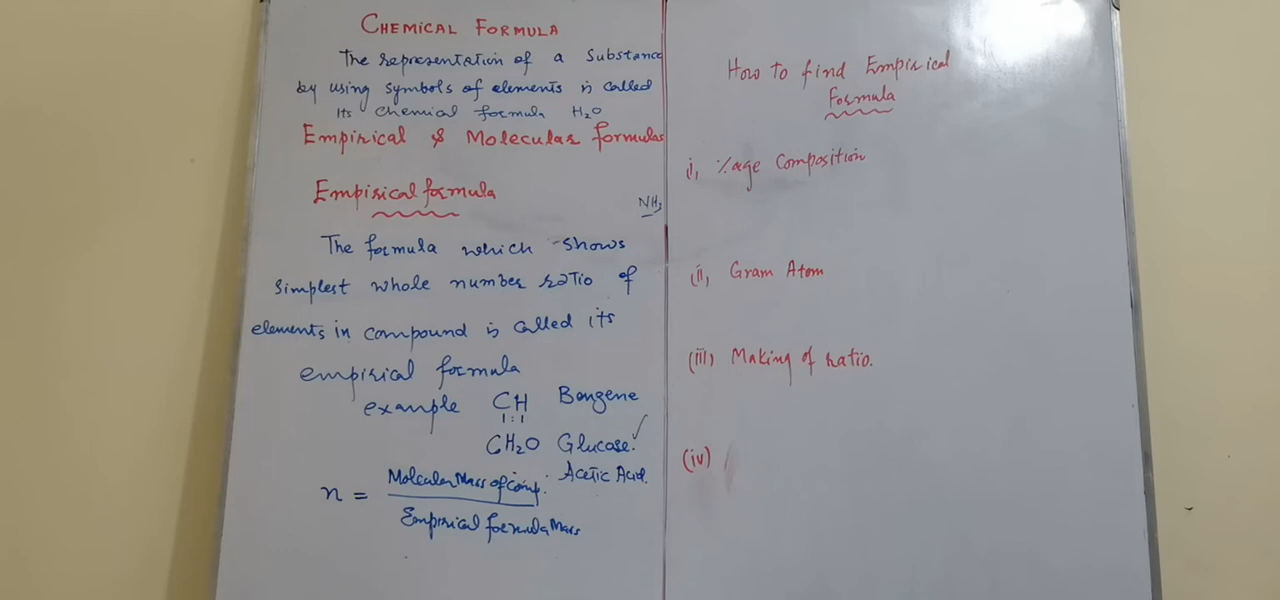 CHEMICAL FORMULA
The representation of a Substance
by using symbols of elements is called
its chemical formula H₂O
Empirical & Molecular formulas
Empirical formula
NH₃
The formula which shows
simplest whole number ratio of
elements in compound is called its
empirical formula
example CH Bengene
1:1
CH₂O Glucose. ✓
Acetic Acid.
n = Molecular Mass of Comp.
Empirical formula Mass
How to find Empirical
Formula
i, %age Composition
(ii, Gram Atom
(iii) Making of ratio.
(iv)